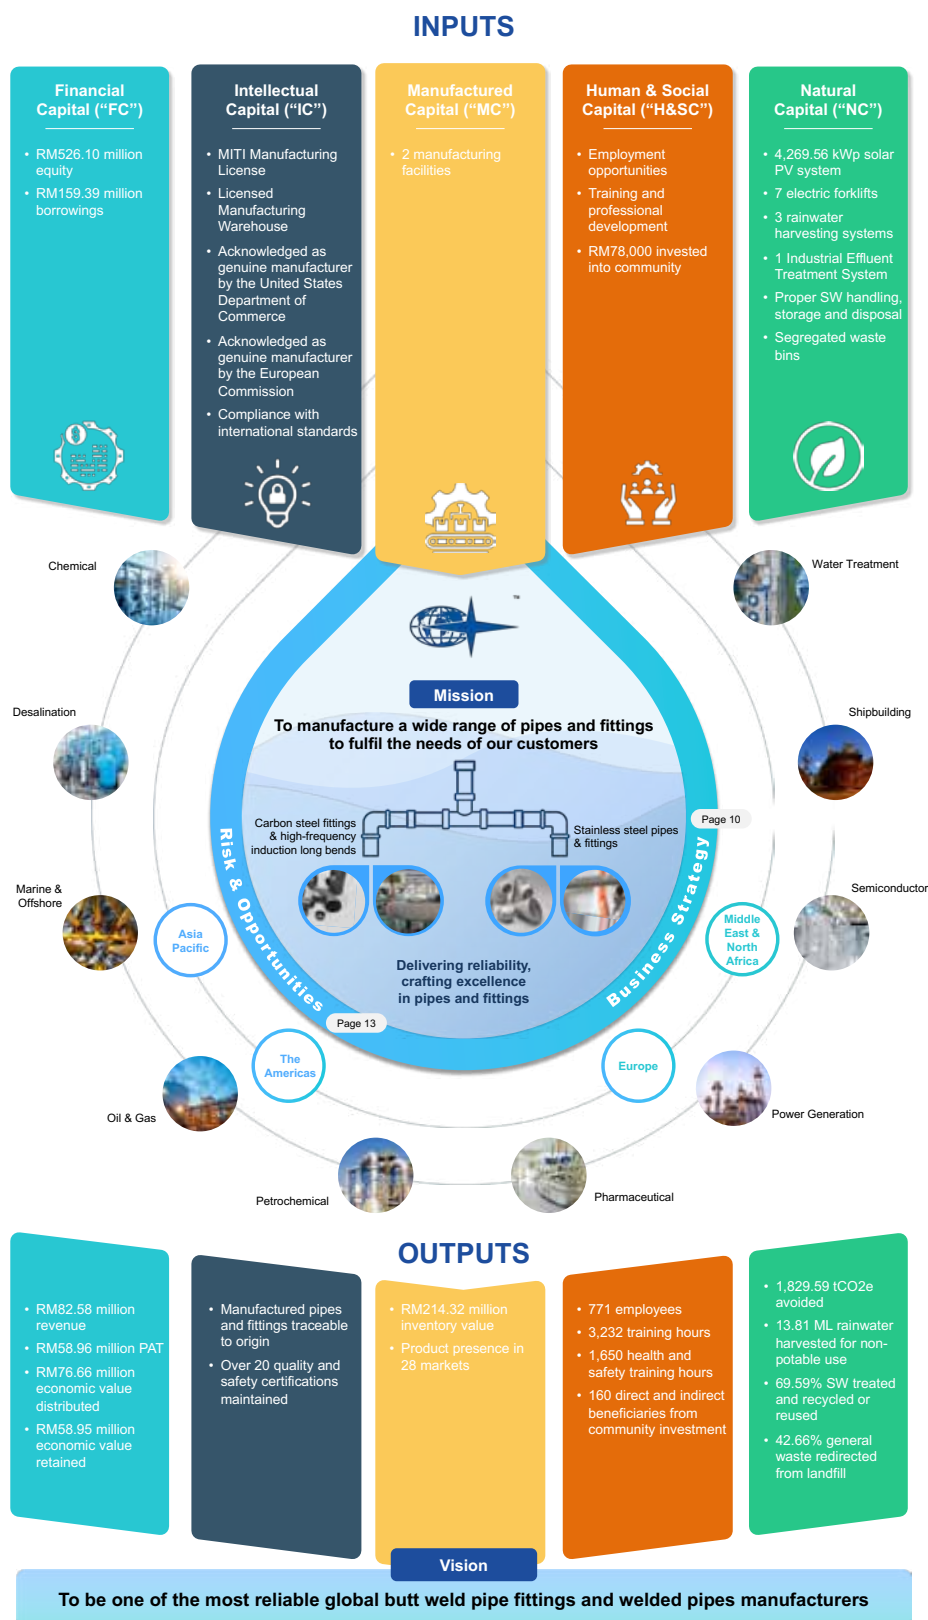 INPUTS
Financial
Capital (“FC”)
• RM526.10 million
equity
• RM159.39 million
borrowings
Intellectual
Capital (“IC”)
• MITI Manufacturing
License
• Licensed
Manufacturing
Warehouse
• Acknowledged as
genuine manufacturer
by the United States
Department of
Commerce
• Acknowledged as
genuine manufacturer
by the European
Commission
• Compliance with
international standards
Manufactured
Capital (“MC”)
• 2 manufacturing
facilities
Human & Social
Capital (“H&SC”)
• Employment
opportunities
• Training and
professional
development
• RM78,000 invested
into community
Natural
Capital (“NC”)
• 4,269.56 kWp solar
PV system
• 7 electric forklifts
• 3 rainwater
harvesting systems
• 1 Industrial Effluent
Treatment System
• Proper SW handling,
storage and disposal
• Segregated waste
bins
Chemical
Water Treatment
Desalination
Shipbuilding
Marine &
Offshore
Semiconductor
Oil & Gas
Power Generation
Petrochemical
Pharmaceutical
™
Mission
To manufacture a wide range of pipes and fittings
to fulfil the needs of our customers
Carbon steel fittings
& high-frequency
induction long bends
Stainless steel pipes
& fittings
Delivering reliability,
crafting excellence
in pipes and fittings
Risk & Opportunities
Page 13
Business Strategy
Page 10
Asia
Pacific
The
Americas
Europe
Middle
East &
North
Africa
OUTPUTS
• RM82.58 million
revenue
• RM58.96 million PAT
• RM76.66 million
economic value
distributed
• RM58.95 million
economic value
retained
• Manufactured pipes
and fittings traceable
to origin
• Over 20 quality and
safety certifications
maintained
• RM214.32 million
inventory value
• Product presence in
28 markets
• 771 employees
• 3,232 training hours
• 1,650 health and
safety training hours
• 160 direct and indirect
beneficiaries from
community investment
• 1,829.59 tCO2e
avoided
• 13.81 ML rainwater
harvested for non-
potable use
• 69.59% SW treated
and recycled or
reused
• 42.66% general
waste redirected
from landfill
Vision
To be one of the most reliable global butt weld pipe fittings and welded pipes manufacturers